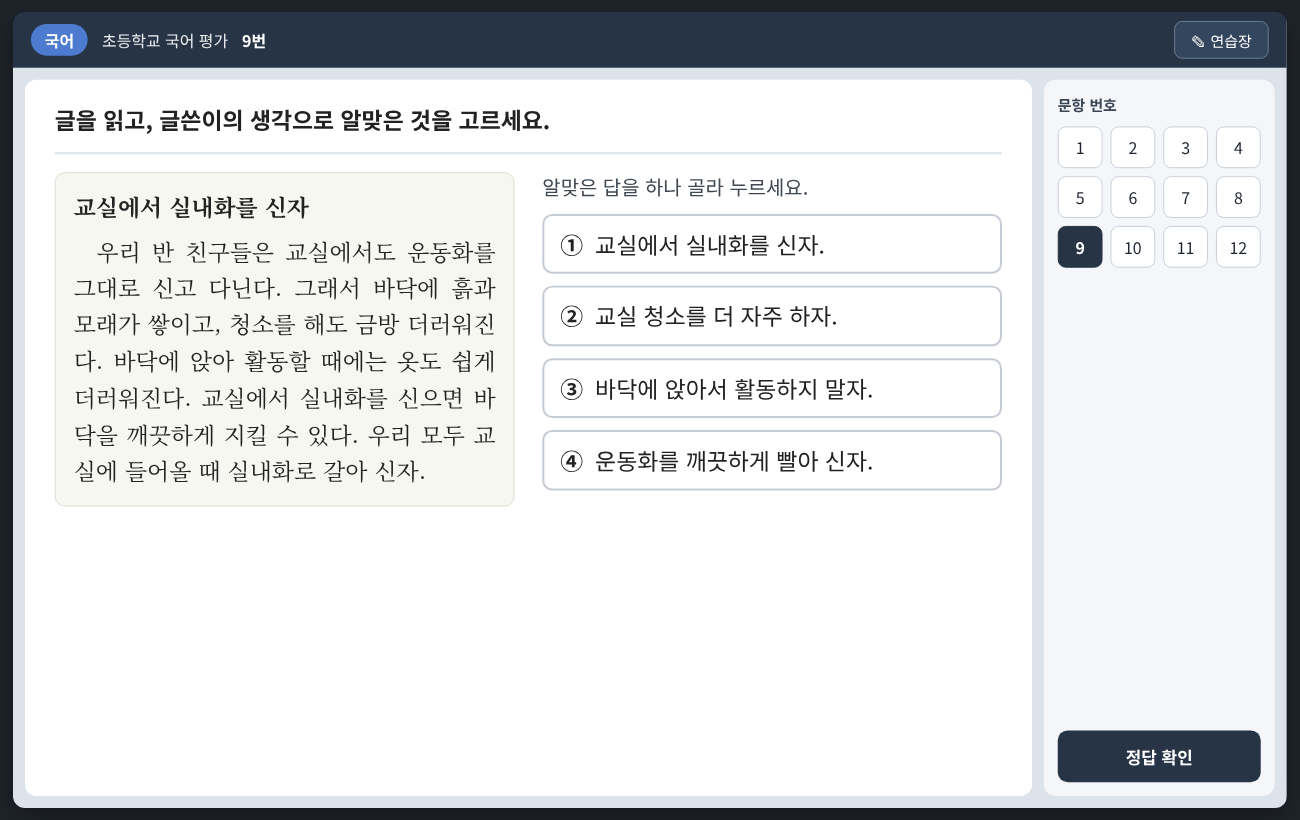 국어 초등학교 국어 평가 9번
✎ 연습장
글을 읽고, 글쓴이의 생각으로 알맞은 것을 고르세요.
교실에서 실내화를 신자
우리 반 친구들은 교실에서도 운동화를
그대로 신고 다닌다. 그래서 바닥에 흙과
모래가 쌓이고, 청소를 해도 금방 더러워진
다. 바닥에 앉아 활동할 때에는 옷도 쉽게
더러워진다. 교실에서 실내화를 신으면 바
닥을 깨끗하게 지킬 수 있다. 우리 모두 교
실에 들어올 때 실내화로 갈아 신자.
알맞은 답을 하나 골라 누르세요.
① 교실에서 실내화를 신자.
② 교실 청소를 더 자주 하자.
③ 바닥에 앉아서 활동하지 말자.
④ 운동화를 깨끗하게 빨아 신자.
문항 번호
1 2 3 4
5 6 7 8
9 10 11 12
정답 확인